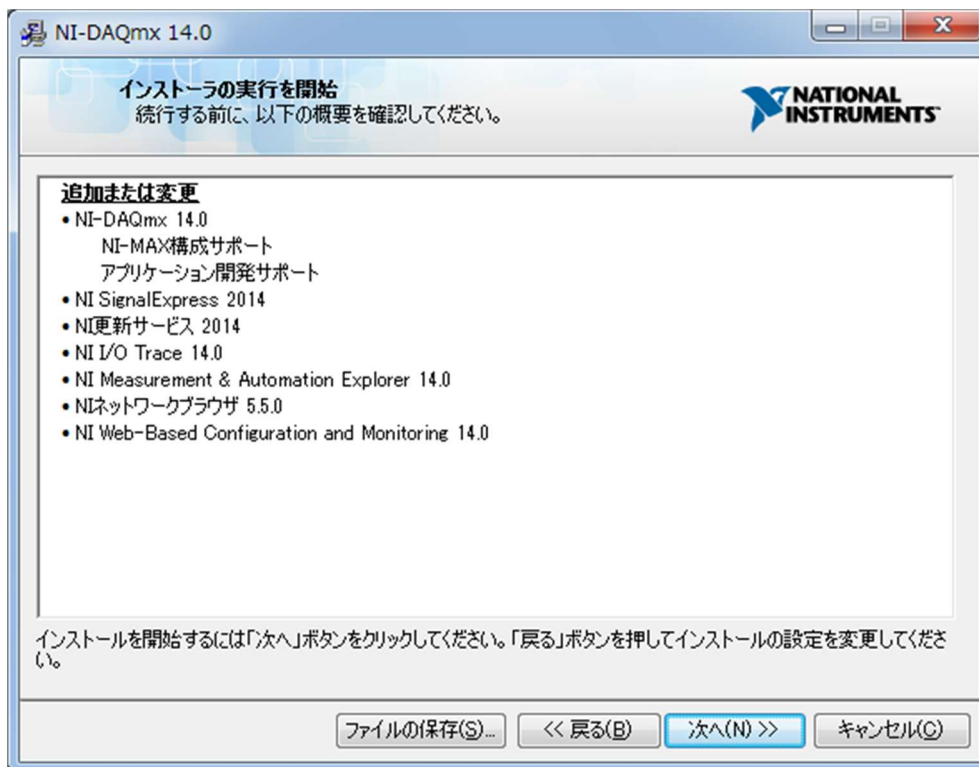 NI-DAQmx 14.0
インストーラの実行を開始
続行する前に、以下の概要を確認してください。
NATIONAL
INSTRUMENTS
追加または変更
• NI-DAQmx 14.0
NI-MAX構成サポート
アプリケーション開発サポート
• NI SignalExpress 2014
• NI更新サービス 2014
• NI I/O Trace 14.0
• NI Measurement & Automation Explorer 14.0
• NIネットワークブラウザ 5.5.0
• NI Web-Based Configuration and Monitoring 14.0
インストールを開始するには「次へ」ボタンをクリックしてください。「戻る」ボタンを押してインストールの設定を変更してくださ
い。
ファイルの保存(S)...
<< 戻る(B)
次へ(N) >>
キャンセル(C)